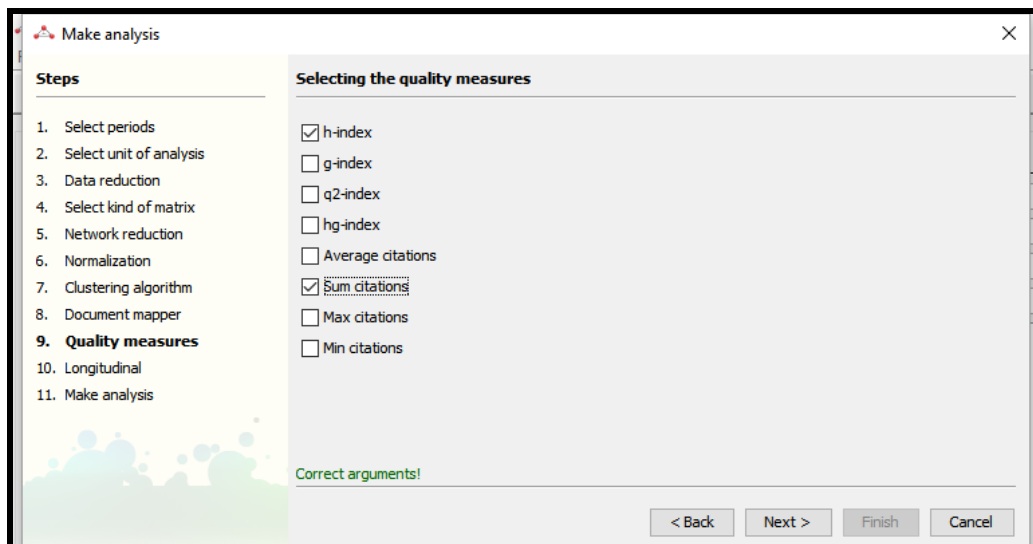 Make analysis
Steps
1. Select periods
2. Select unit of analysis
3. Data reduction
4. Select kind of matrix
5. Network reduction
6. Normalization
7. Clustering algorithm
8. Document mapper
9. Quality measures
10. Longitudinal
11. Make analysis
Selecting the quality measures
h-index
g-index
q2-index
hg-index
Average citations
Sum citations
Max citations
Min citations
Correct arguments!
< Back
Next >
Finish
Cancel